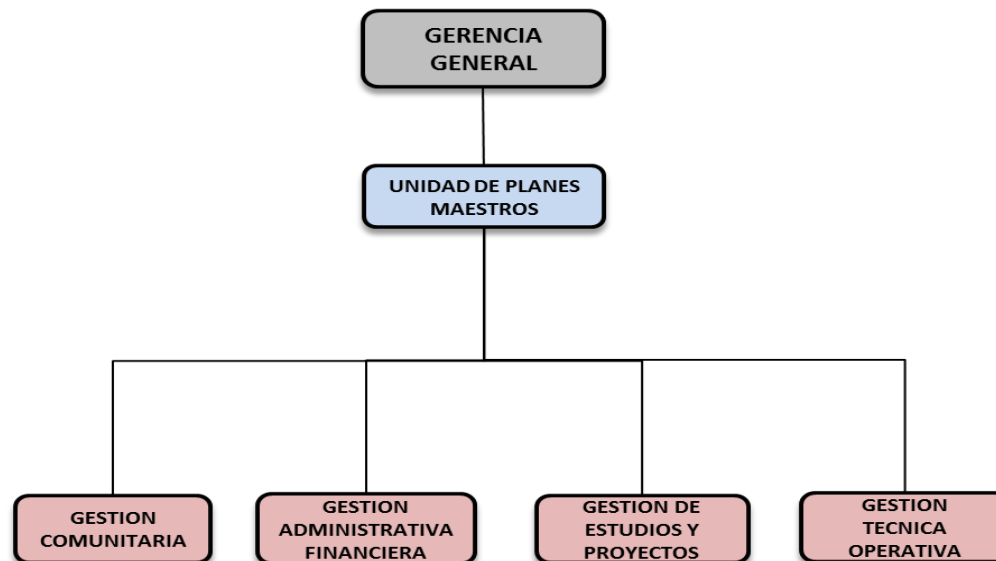 GERENCIA
GENERAL
UNIDAD DE PLANES
MAESTROS
GESTION
COMUNITARIA
GESTION
ADMINISTRATIVA
FINANCIERA
GESTION DE
ESTUDIOS Y
PROYECTOS
GESTION
TECNICA
OPERATIVA